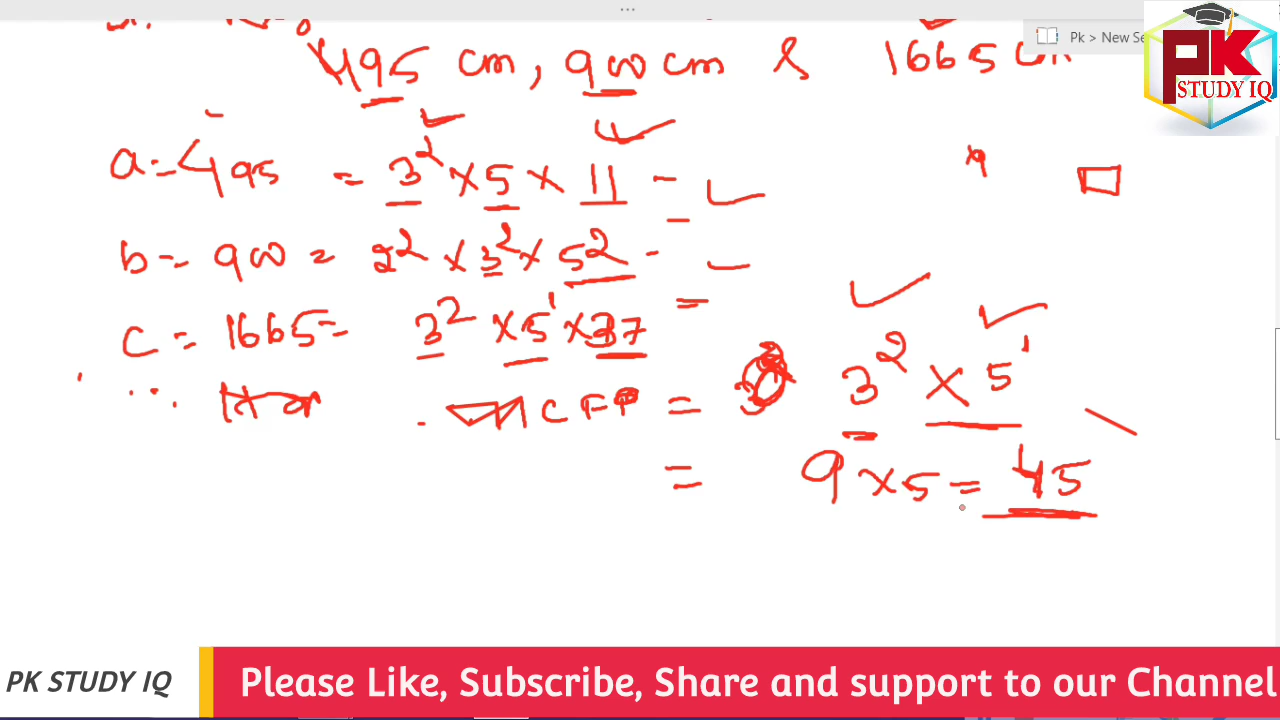 Pk > New Se
PK
STUDY IQ
495 cm, 900 cm & 1665 cm
a = 495 = 3² × 5 × 11
b = 900 = 2² × 3² × 5²
c = 1665 = 3² × 5¹ × 37
∵ = 3² × 5¹
= 9 × 5 = 45
PK STUDY IQ
Please Like, Subscribe, Share and support to our Channel